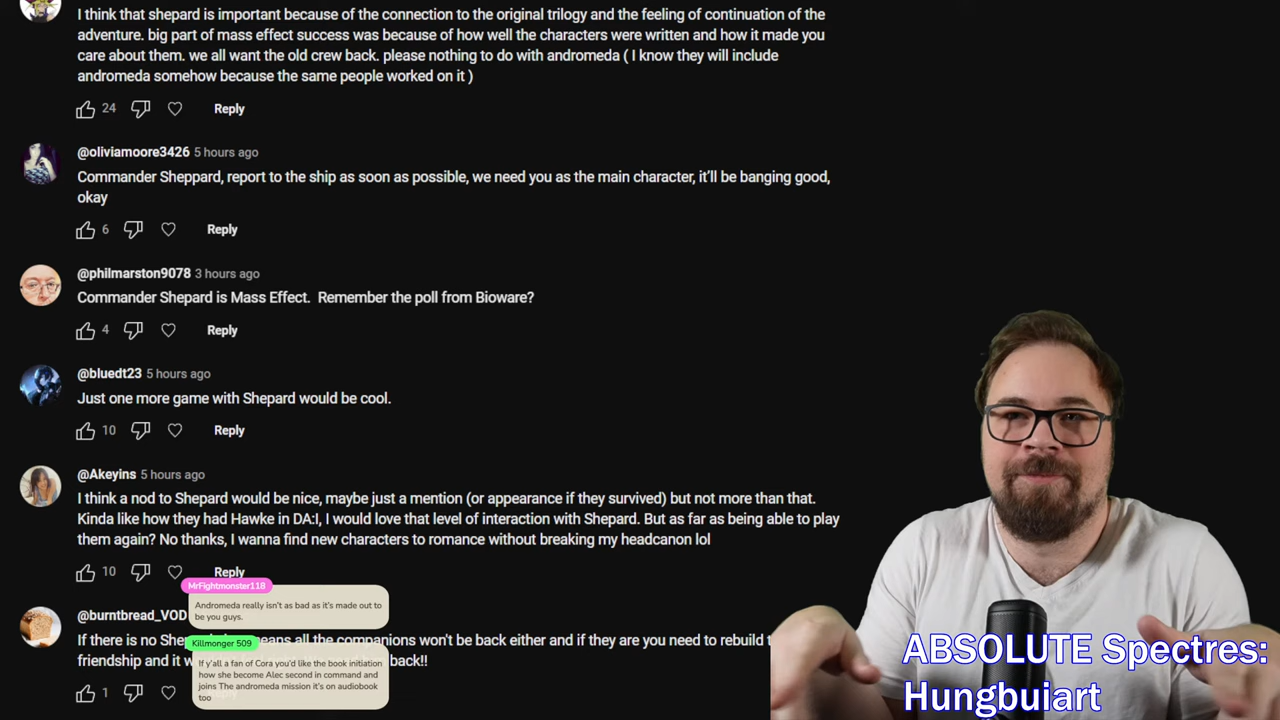 I think that shepard is important because of the connection to the original trilogy and the feeling of continuation of the
adventure. big part of mass effect success was because of how well the characters were written and how it made you
care about them. we all want the old crew back. please nothing to do with andromeda ( I know they will include
andromeda somehow because the same people worked on it )
24 Reply
@oliviamoore3426 5 hours ago
Commander Sheppard, report to the ship as soon as possible, we need you as the main character, it'll be banging good,
okay
6 Reply
@philmarston9078 3 hours ago
Commander Shepard is Mass Effect. Remember the poll from Bioware?
4 Reply
@bluedt23 5 hours ago
Just one more game with Shepard would be cool.
10 Reply
@Akeyins 5 hours ago
I think a nod to Shepard would be nice, maybe just a mention (or appearance if they survived) but not more than that.
Kinda like how they had Hawke in DA:I, I would love that level of interaction with Shepard. But as far as being able to play
them again? No thanks, I wanna find new characters to romance without breaking my headcanon lol
10 Reply
MrFightmonster118
Andromeda really isn't as bad as it's made out to
be you guys.
@burntbread_VOD
If there is no eans all the companions won't be back either and if they are you need to rebuild
friendship and it back!!
1
Killmonger 509
If y'all a fan of Cora you'd like the book initiation
how she become Alec second in command and
joins The andromeda mission it's on audiobook
too
ABSOLUTE Spectres:
Hungbuiart